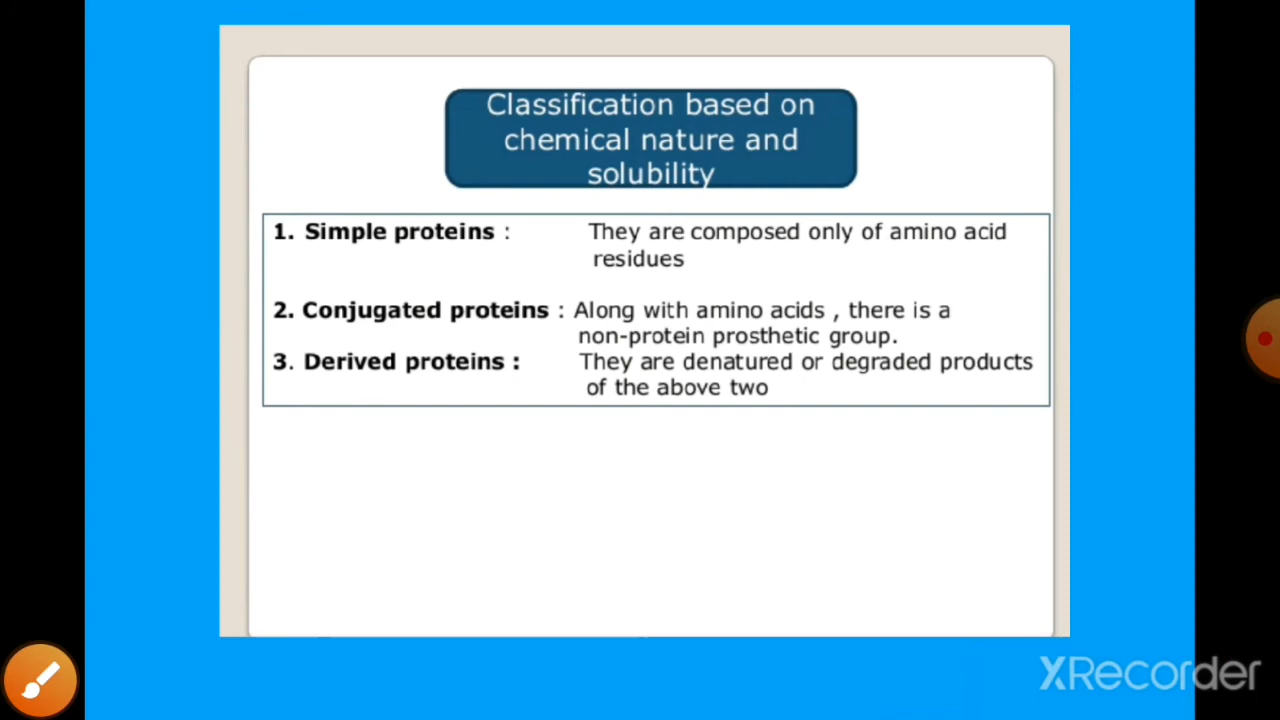 Classification based on
chemical nature and
solubility
1. Simple proteins : They are composed only of amino acid
residues
2. Conjugated proteins : Along with amino acids , there is a
non-protein prosthetic group.
3. Derived proteins : They are denatured or degraded products
of the above two
XRecorder